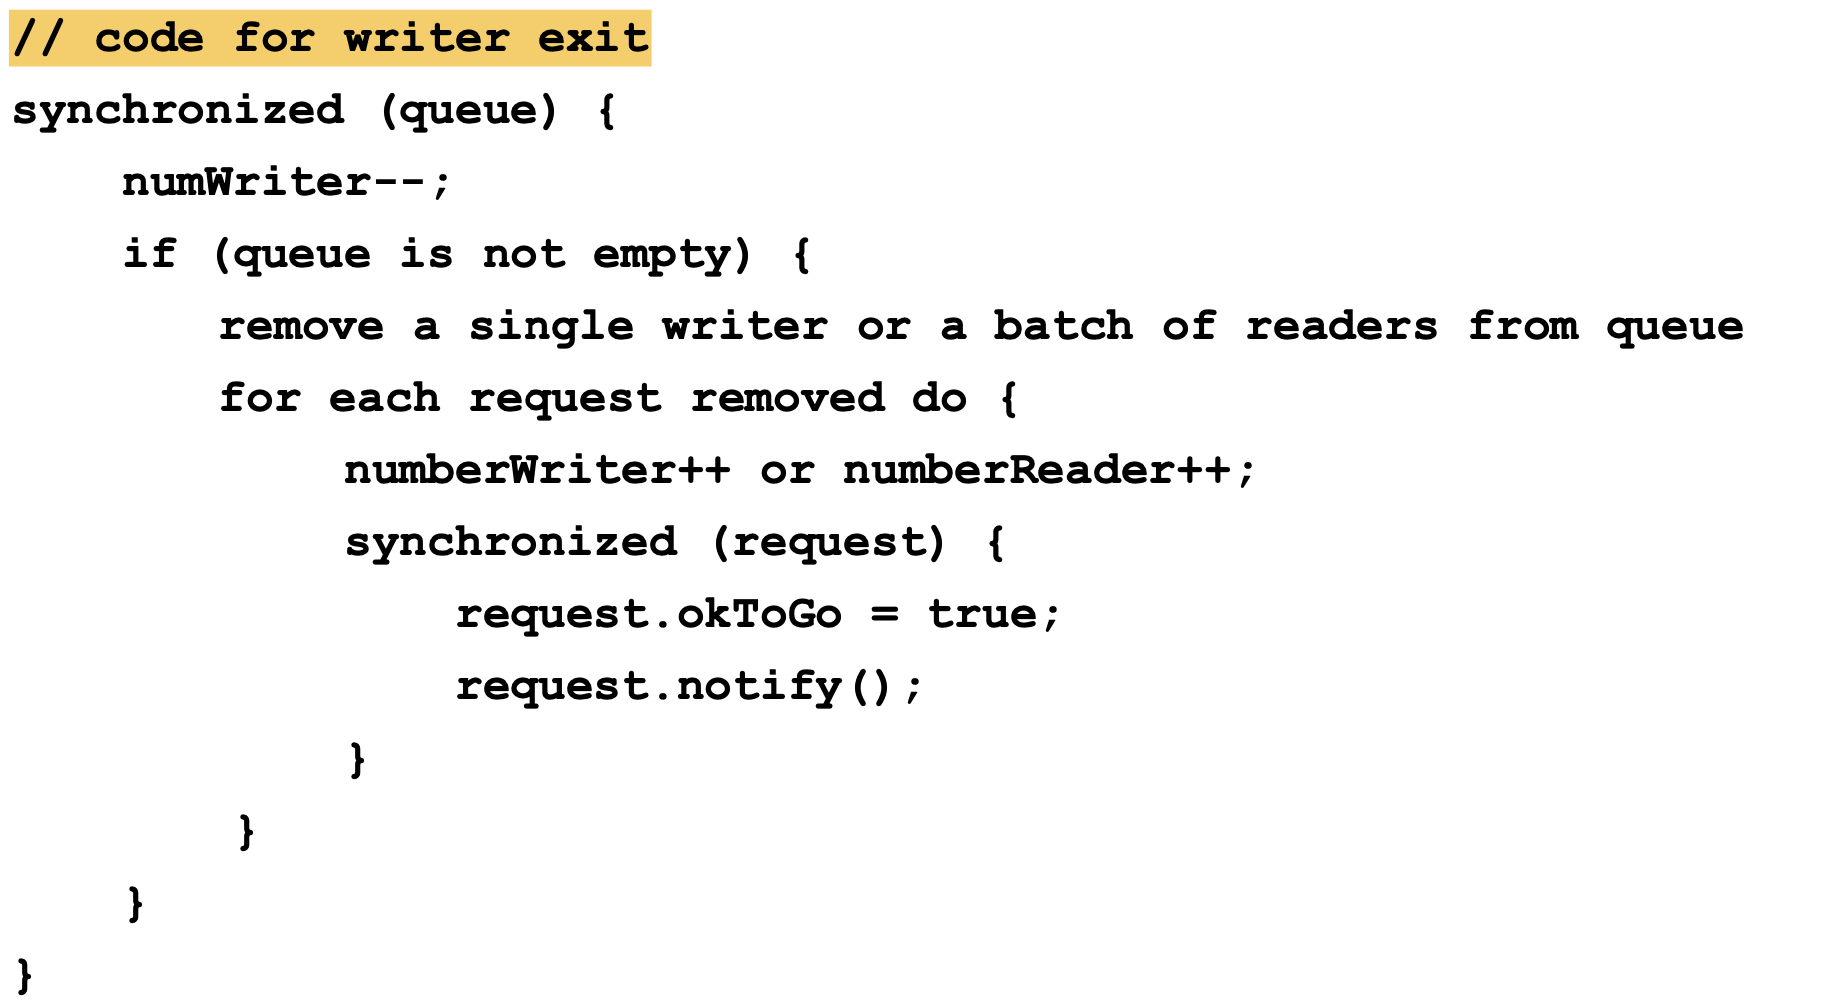 // code for writer exit
synchronized (queue) {
numWriter--;
if (queue is not empty) {
remove a single writer or a batch of readers from queue
for each request removed do {
numberWriter++ or numberReader++;
synchronized (request) {
request.okToGo = true;
request.notify();
}
}
}
}